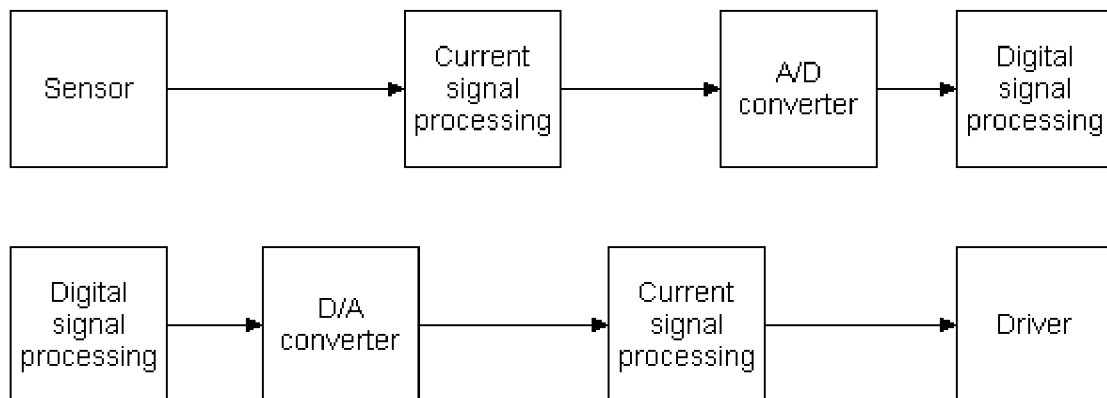 Sensor
Current
signal
processing
A/D
converter
Digital
signal
processing
Digital
signal
processing
D/A
converter
Current
signal
processing
Driver